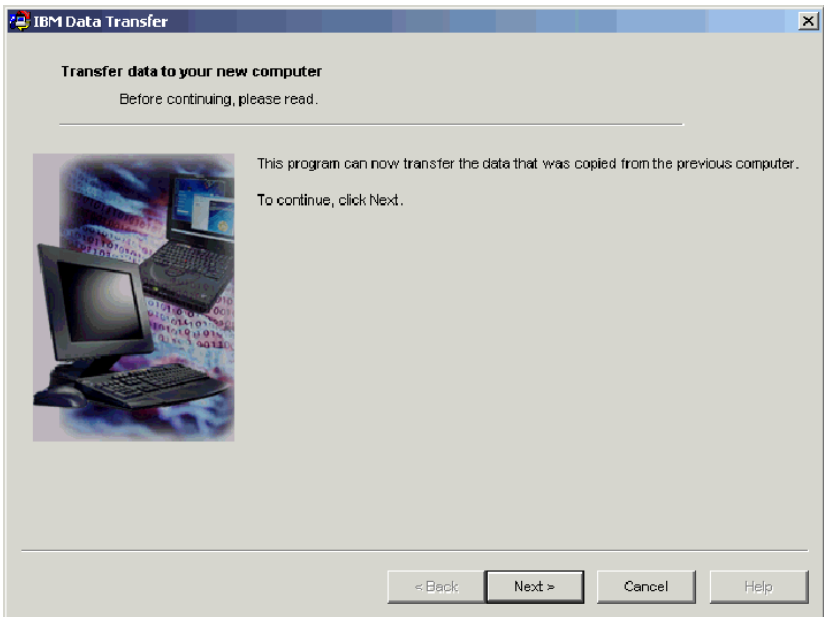 IBM Data Transfer
Transfer data to your new computer
Before continuing, please read.
This program can now transfer the data that was copied from the previous computer.
To continue, click Next.
< Back
Next >
Cancel
Help